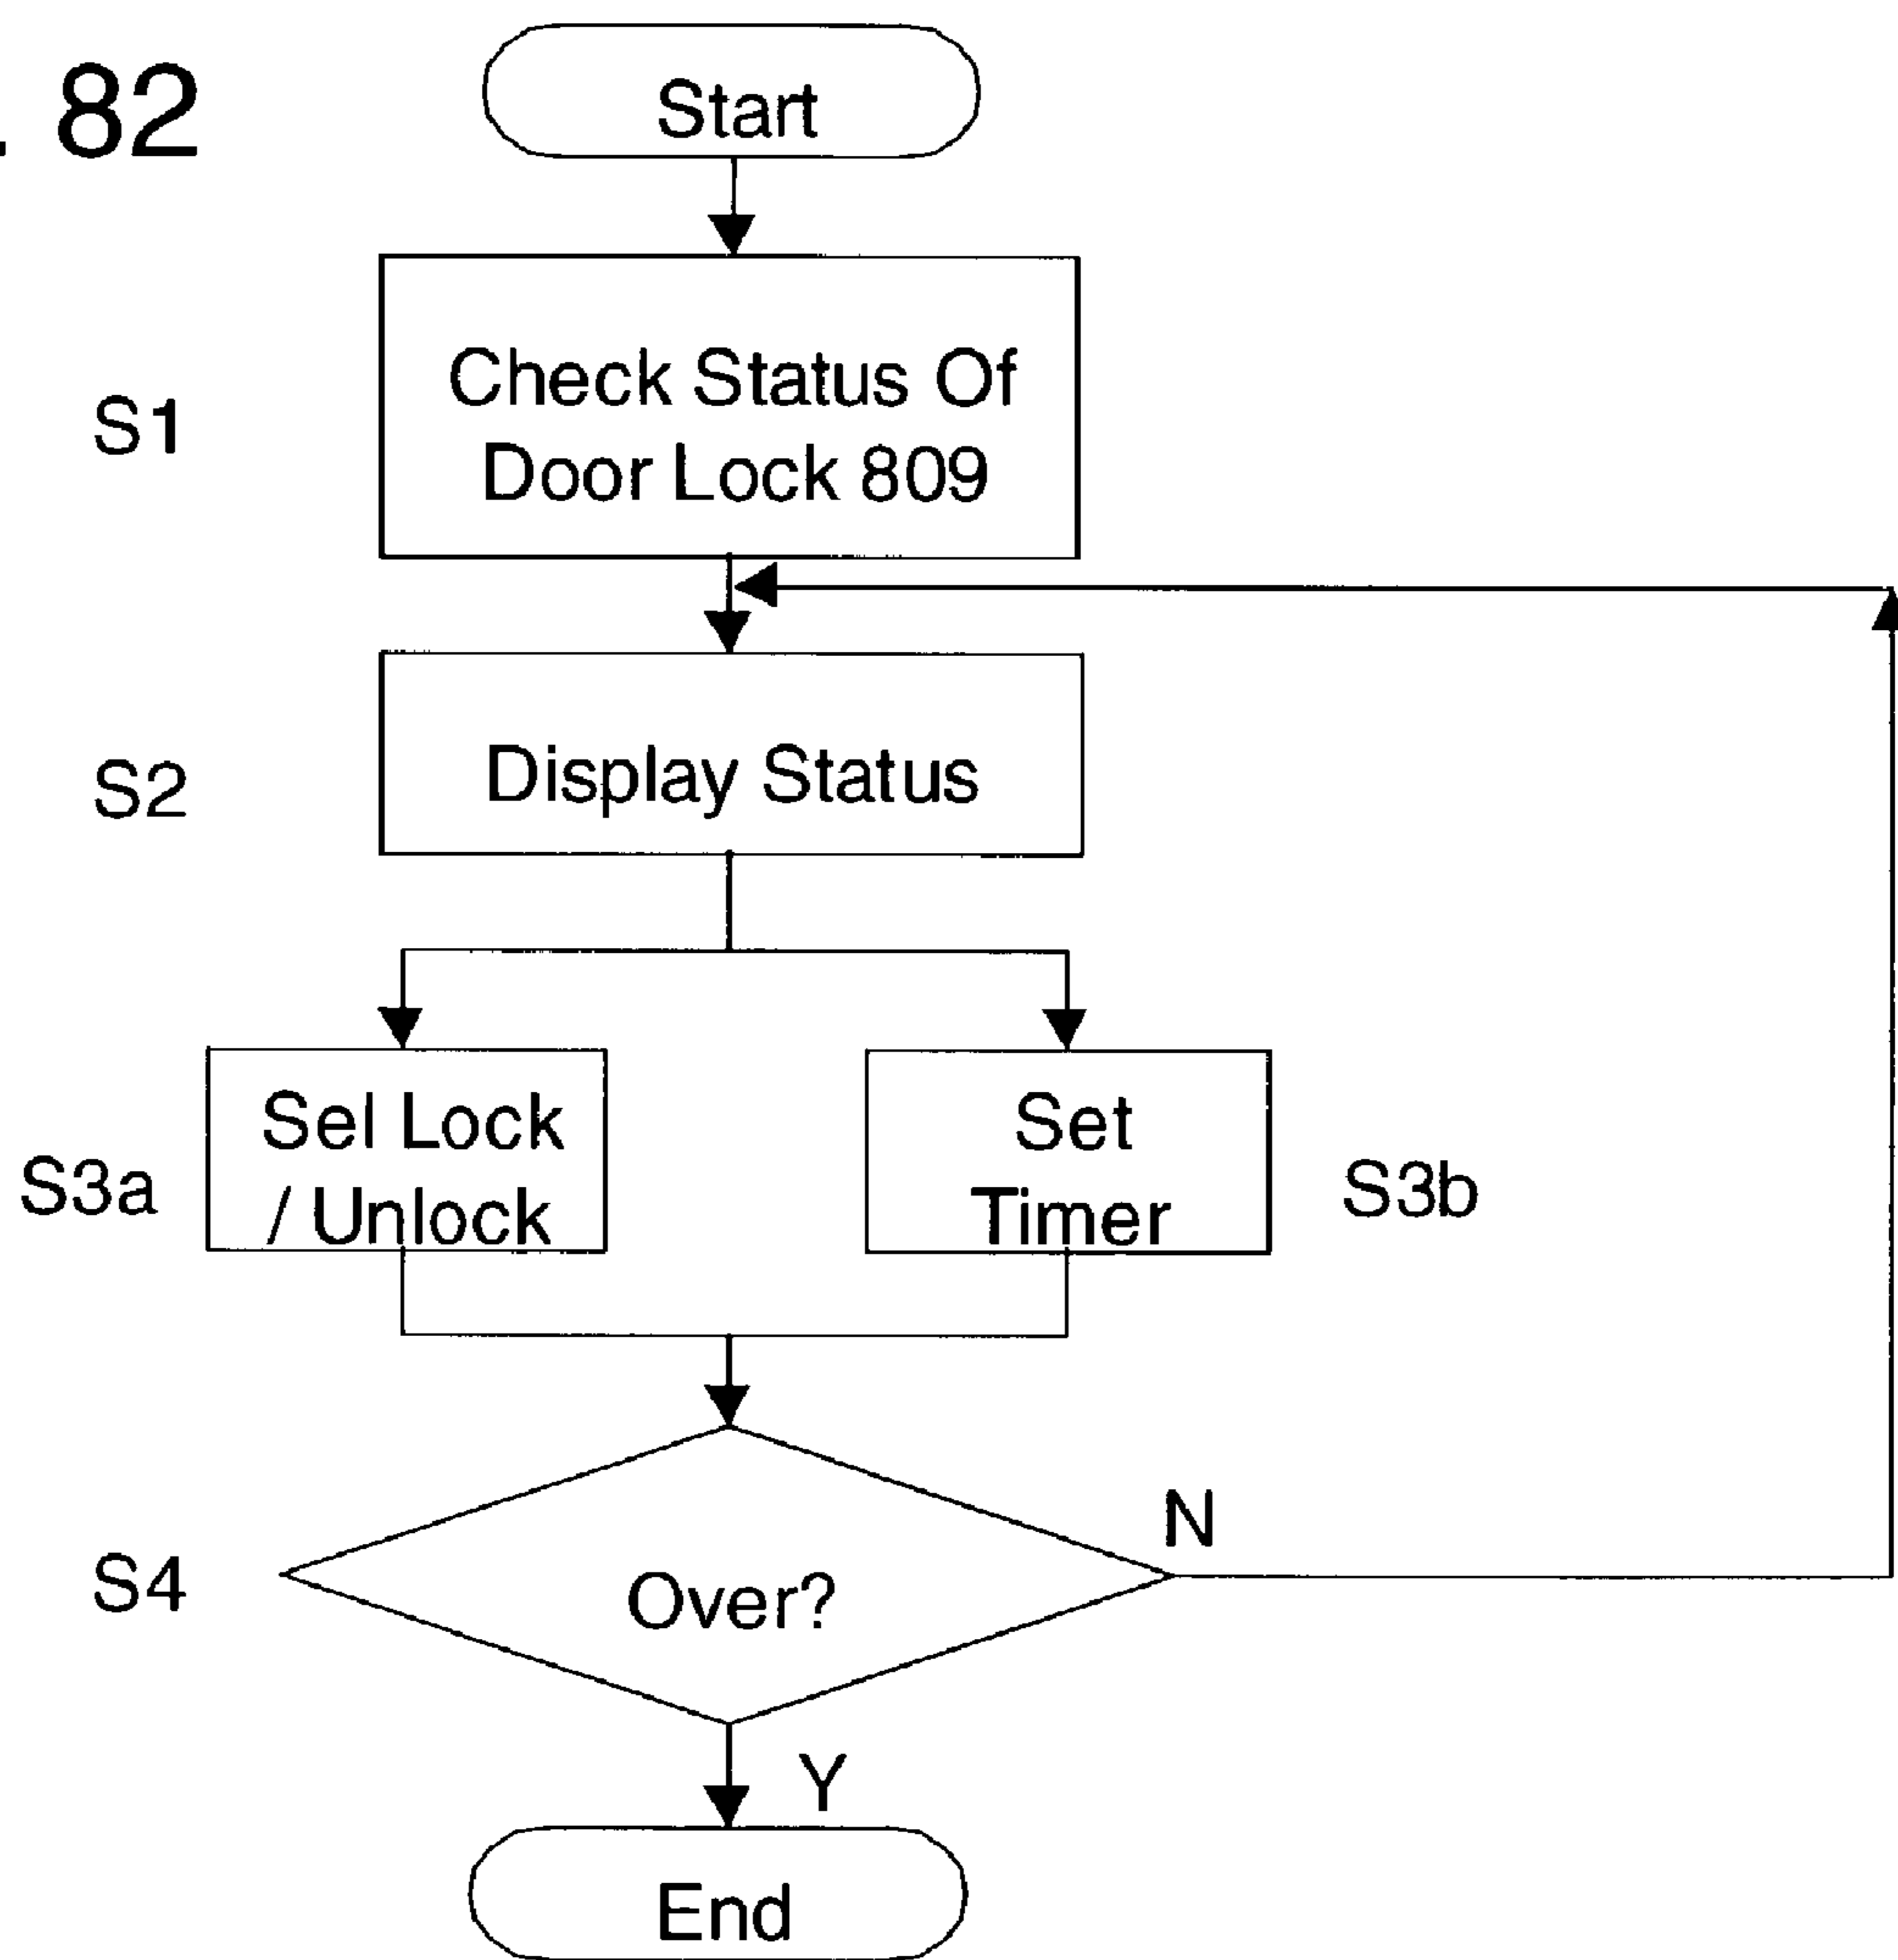 . 82
Start
S1
Check Status Of
Door Lock 809
S2
Display Status
S3a
Sel Lock
/ Unlock
Set
Timer
S3b
S4
Over?
N
Y
End